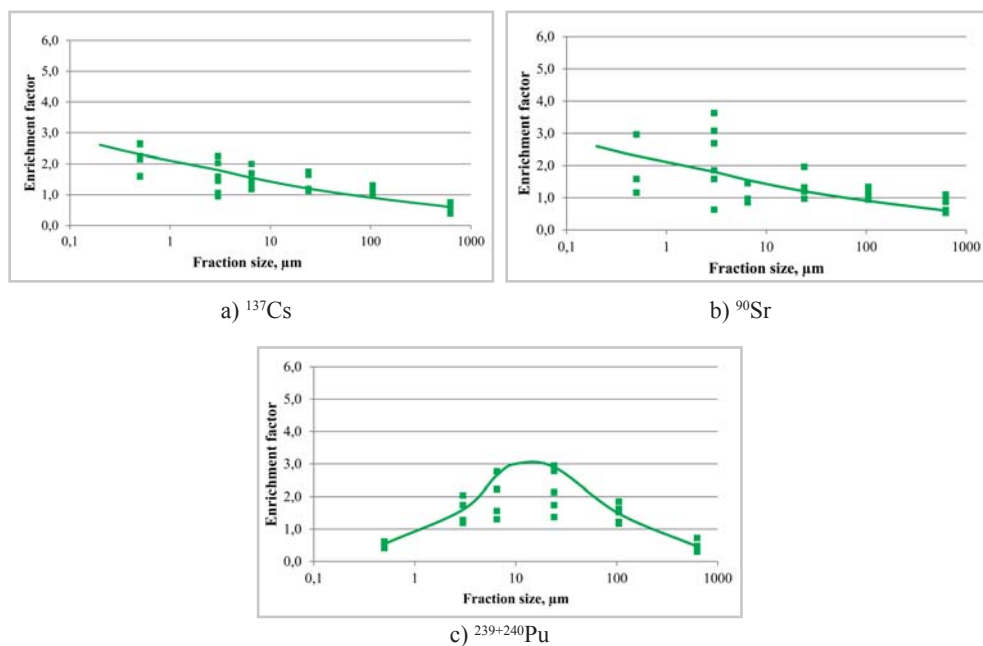 6,0
5,0
4,0
3,0
2,0
1,0
0,0
Enrichment factor
0,1 1 10 100 1000
Fraction size, µm
a) ¹³⁷Cs
6,0
5,0
4,0
3,0
2,0
1,0
0,0
Enrichment factor
0,1 1 10 100 1000
Fraction size, µm
b) ⁹⁰Sr
6,0
5,0
4,0
3,0
2,0
1,0
0,0
Enrichment factor
0,1 1 10 100 1000
Fraction size, µm
c) ²³⁹⁺²⁴⁰Pu